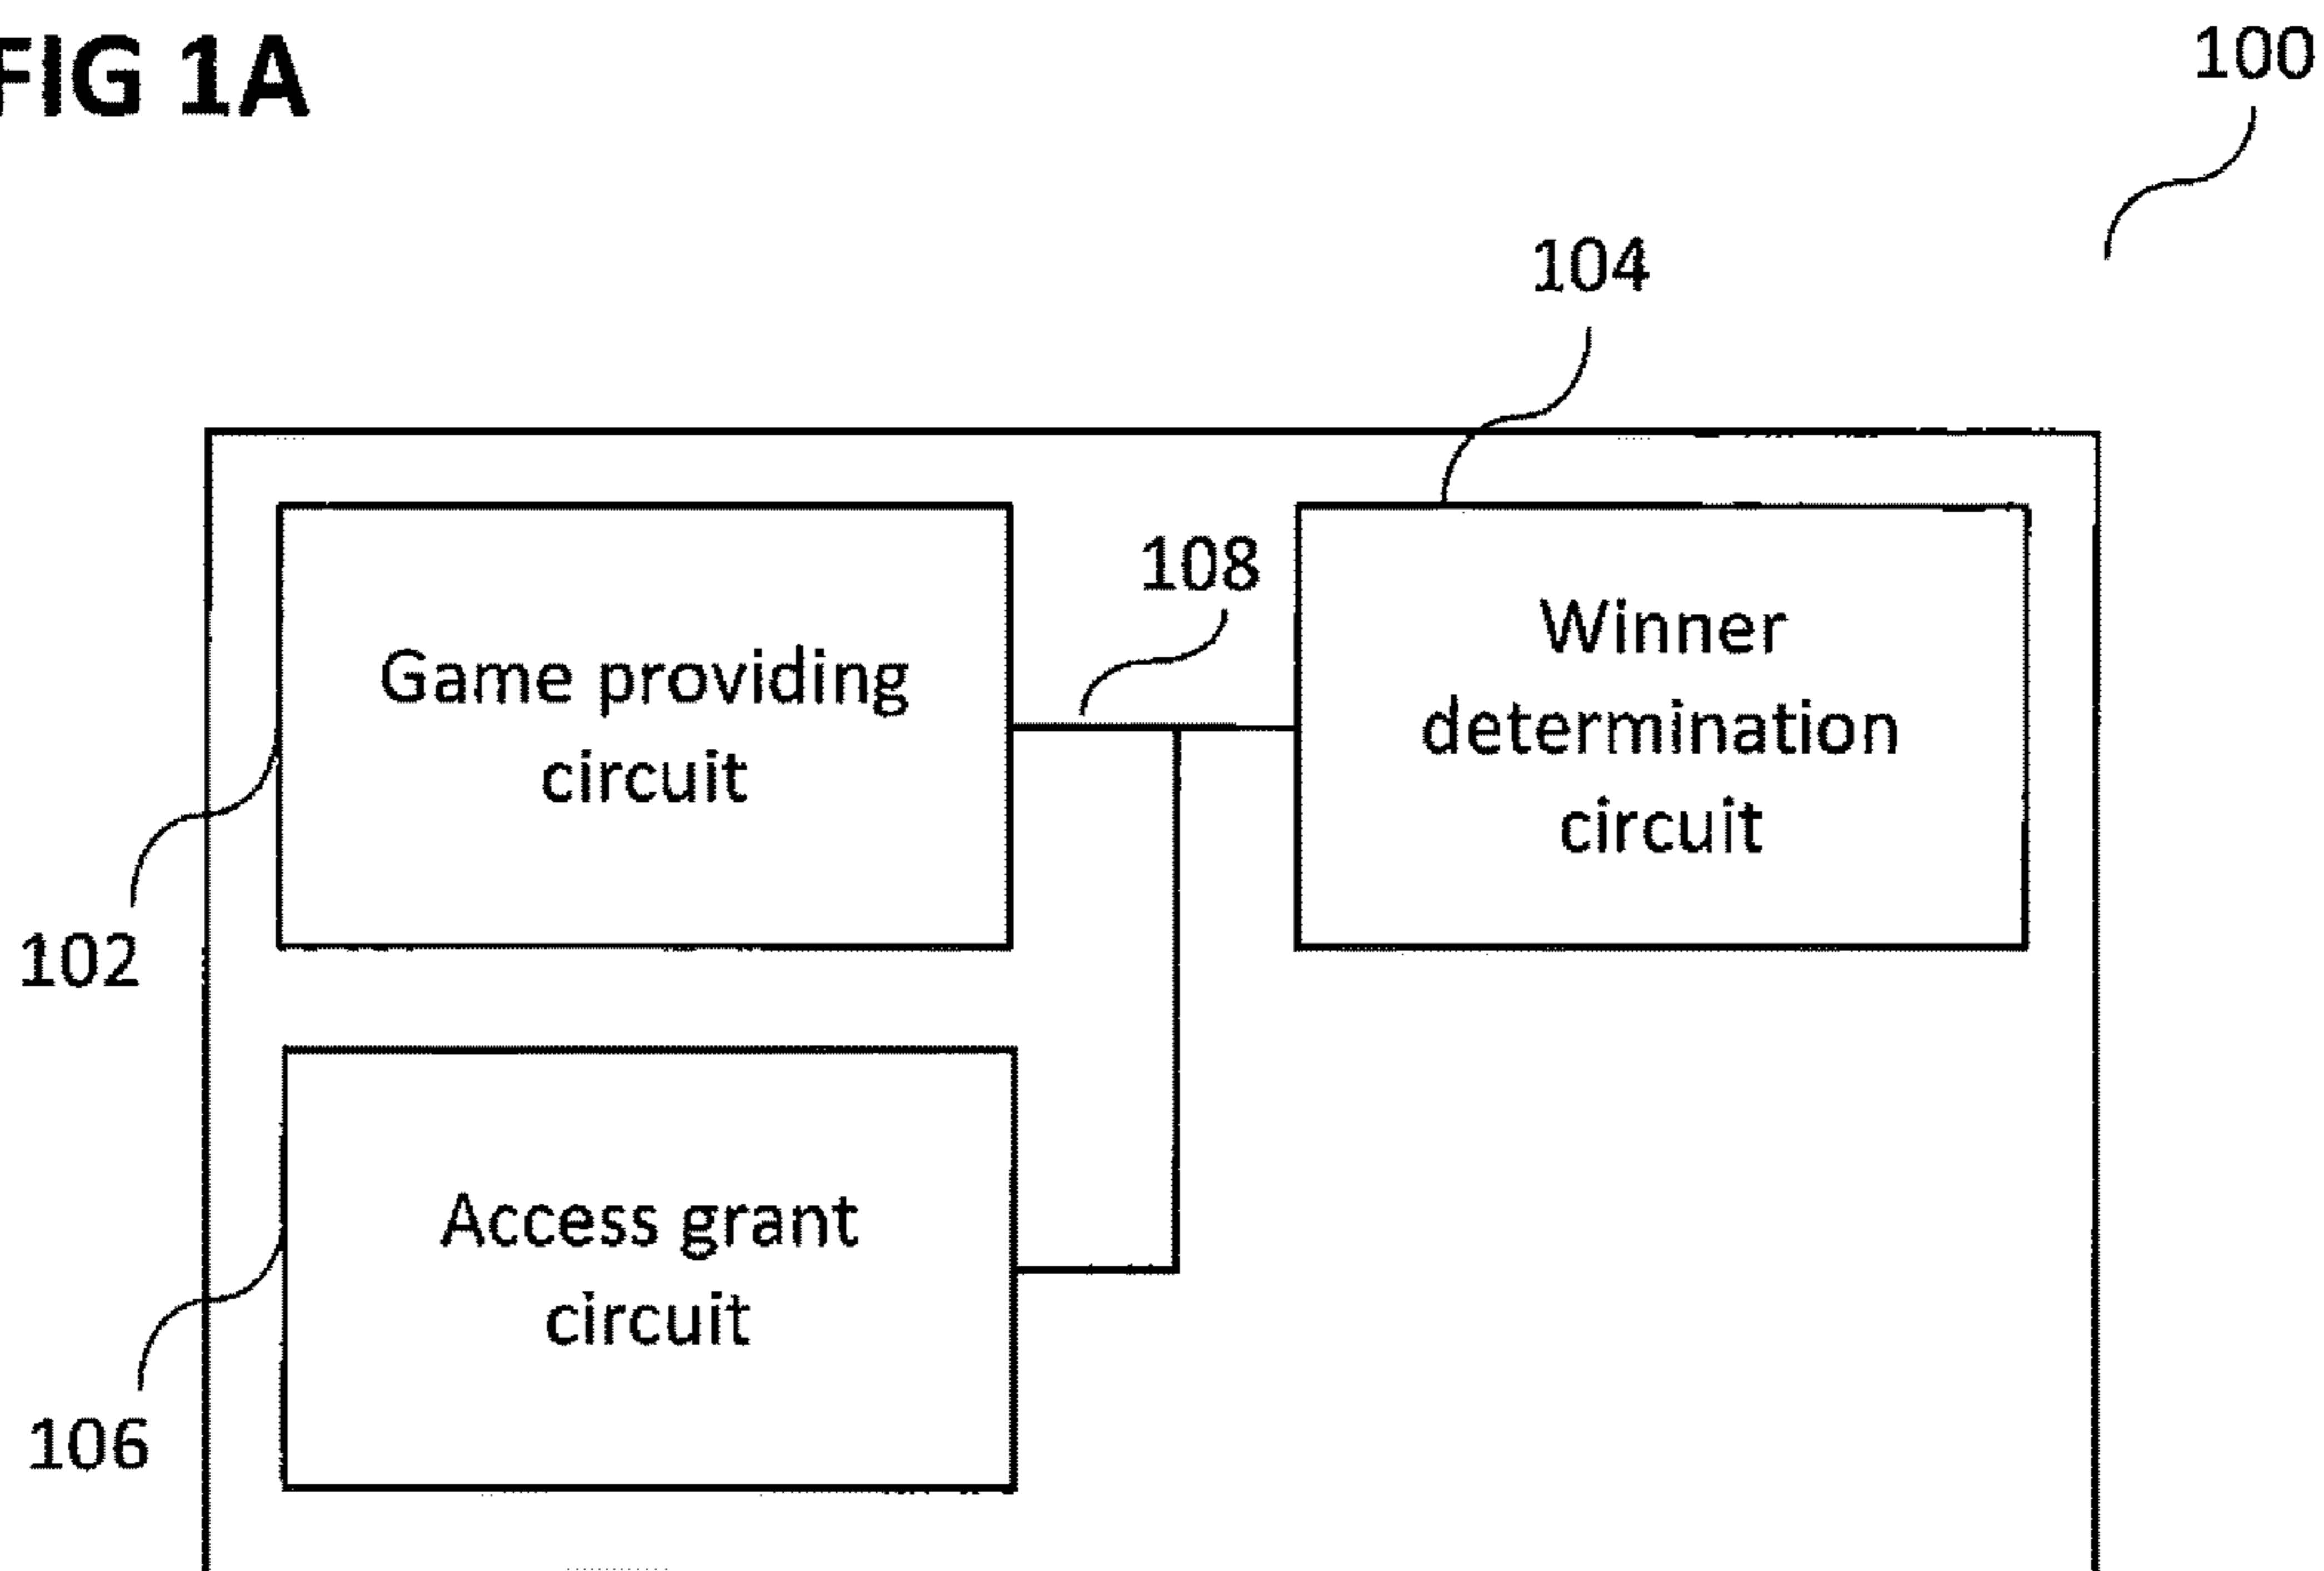 FIG 1A
100
104
108
Game providing
circuit
Winner
determination
circuit
102
Access grant
circuit
106